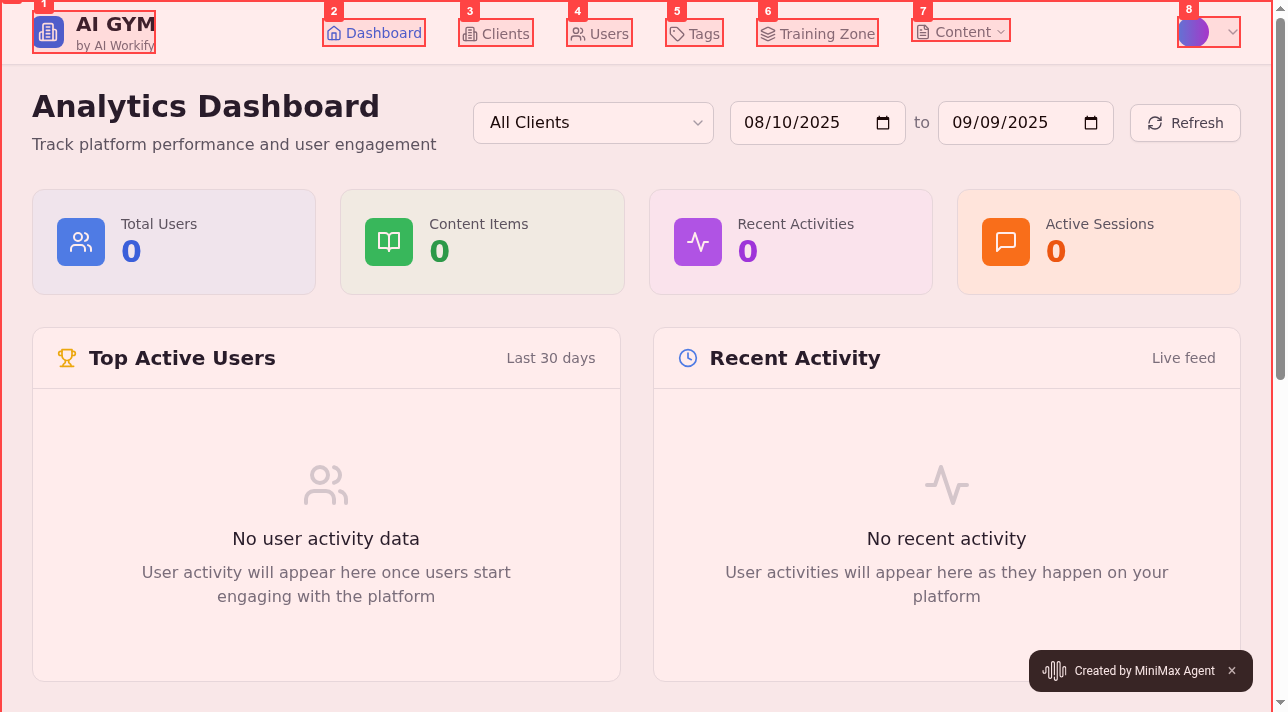 1
AI GYM
by AI Workify
2
Dashboard
3
Clients
4
Users
5
Tags
6
Training Zone
7
Content
8
Analytics Dashboard
Track platform performance and user engagement
All Clients
08/10/2025
to
09/09/2025
Refresh
Total Users
0
Content Items
0
Recent Activities
0
Active Sessions
0
Top Active Users
Last 30 days
Recent Activity
Live feed
No user activity data
User activity will appear here once users start
engaging with the platform
No recent activity
User activities will appear here as they happen on your
platform
Created by MiniMax Agent
×